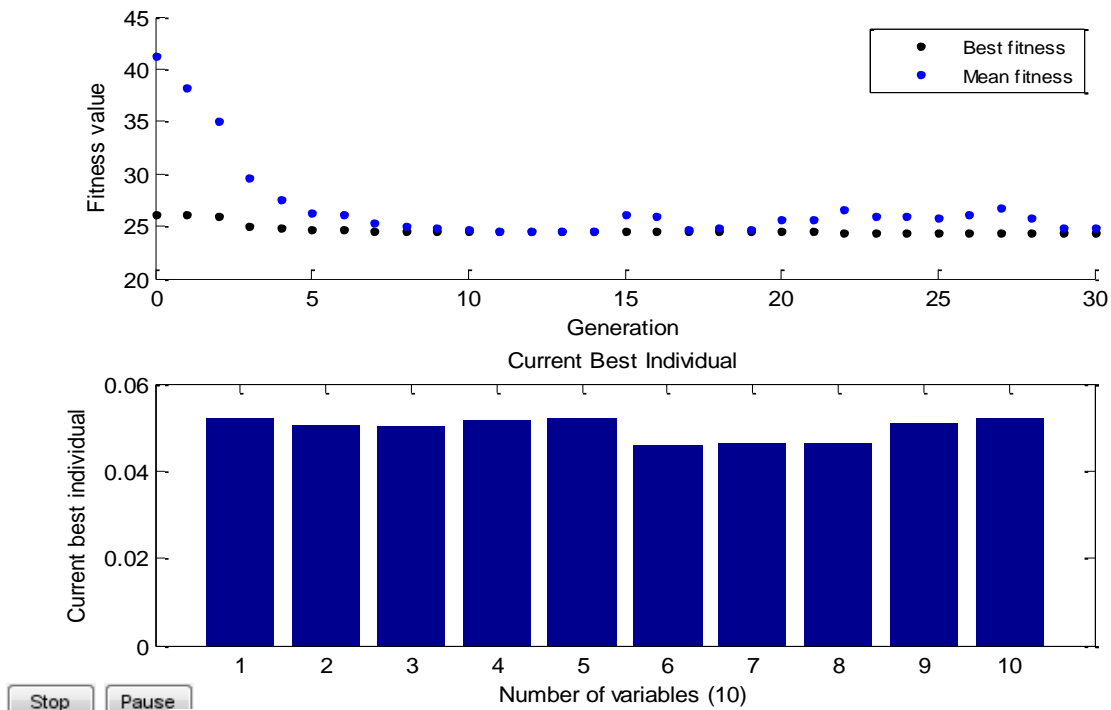 45
40
35
30
25
20
Fitness value
Best fitness
Mean fitness
0 5 10 15 20 25 30
Generation
Current Best Individual
0.06
0.04
0.02
0
Current best individual
1 2 3 4 5 6 7 8 9 10
Number of variables (10)
Stop Pause